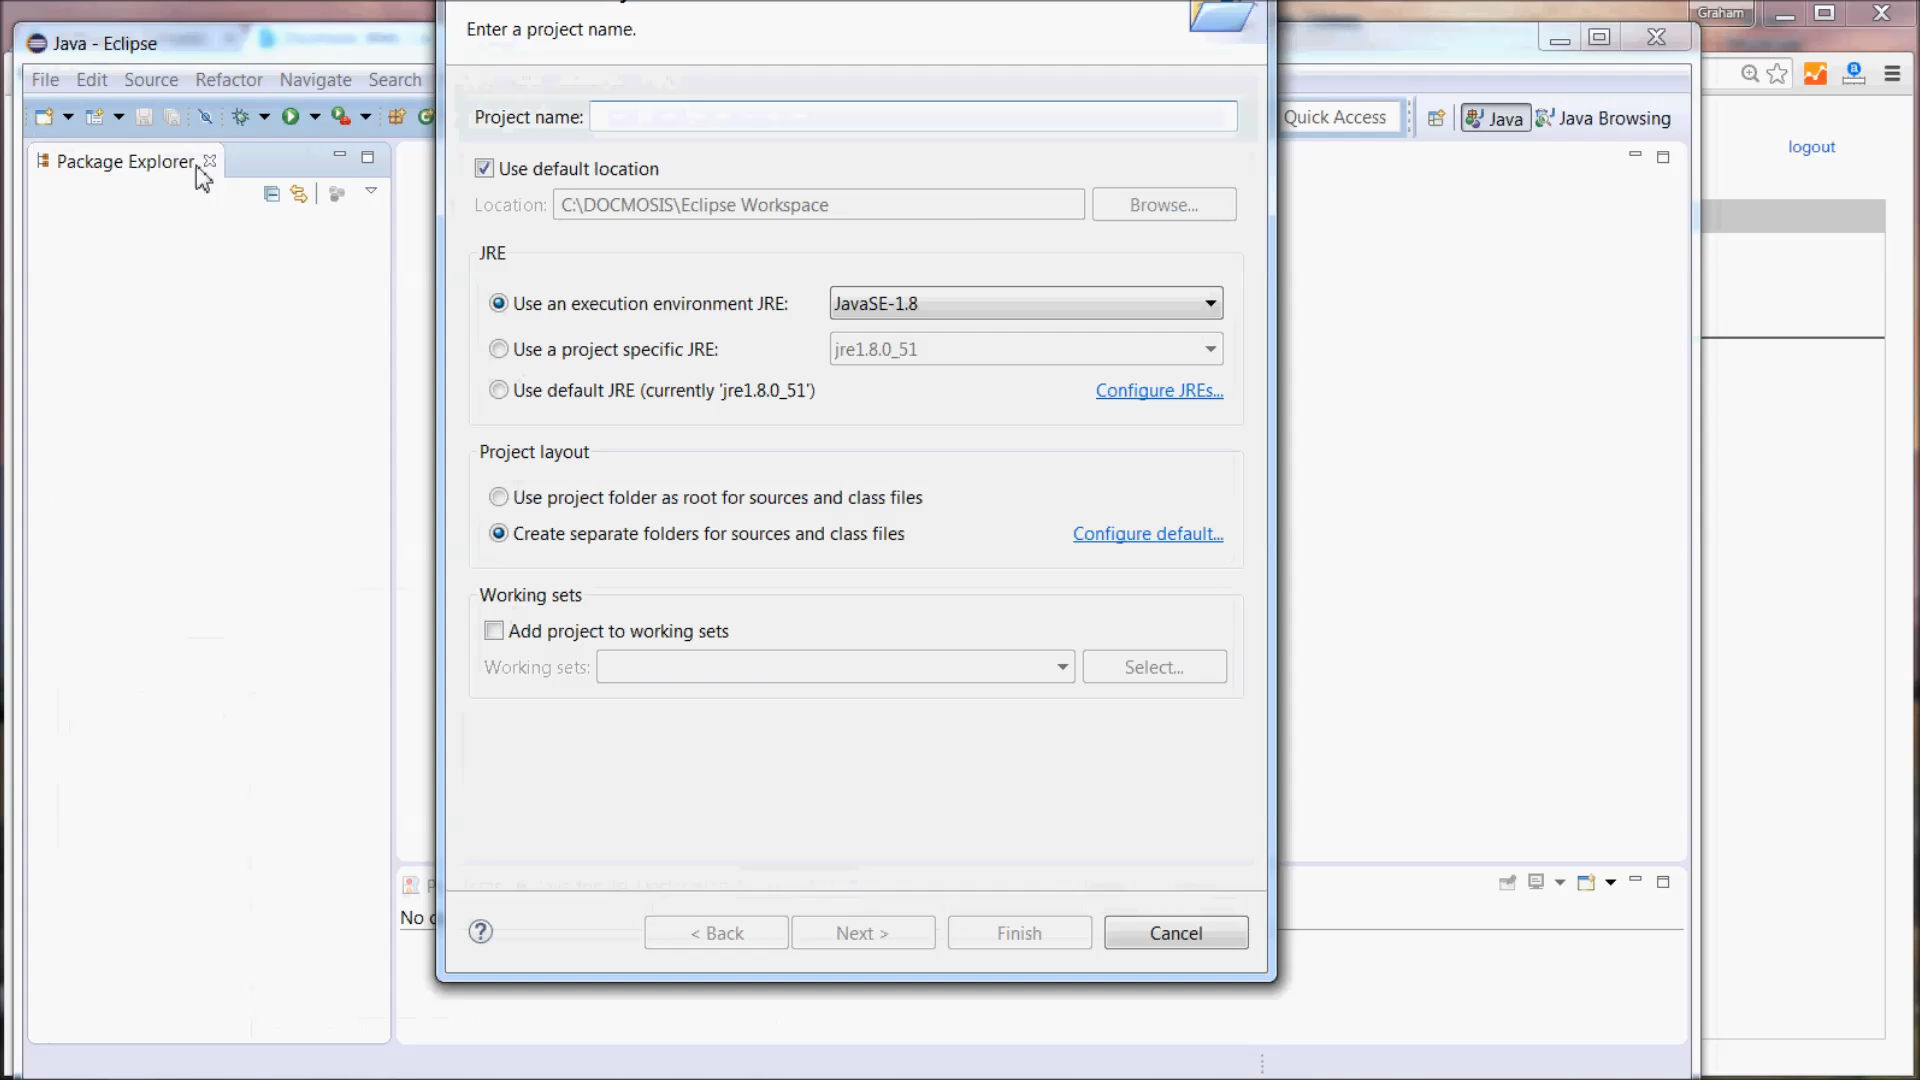 Graham
Java - Eclipse
Enter a project name.
File Edit Source Refactor Navigate Search
Project name:
Quick Access Java Java Browsing
logout
Package Explorer
Use default location
Location: C:\DOCMOSIS\Eclipse Workspace Browse...
JRE
Use an execution environment JRE: JavaSE-1.8
Use a project specific JRE: jre1.8.0_51
Use default JRE (currently 'jre1.8.0_51') Configure JREs...
Project layout
Use project folder as root for sources and class files
Create separate folders for sources and class files Configure default...
Working sets
Add project to working sets
Working sets: Select...
No
< Back Next > Finish Cancel